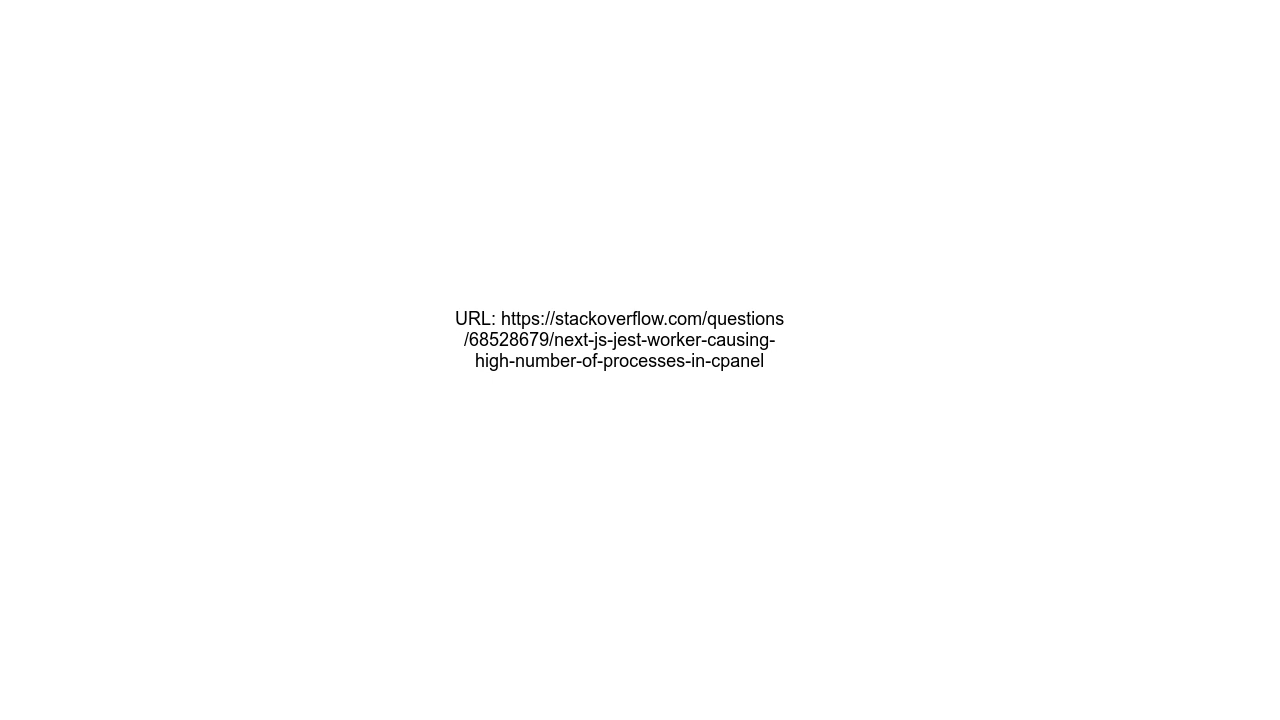 URL: https://stackoverflow.com/questions
/68528679/next-js-jest-worker-causing-
high-number-of-processes-in-cpanel